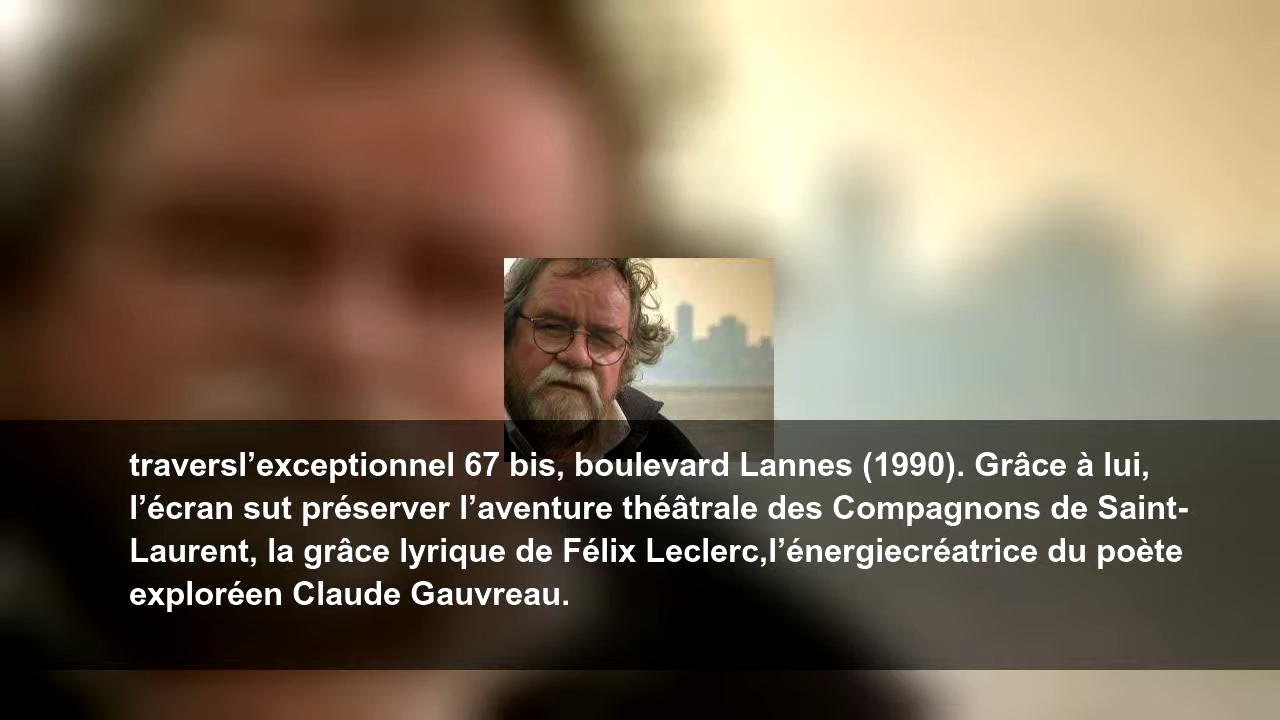 traversl’exceptionnel 67 bis, boulevard Lannes (1990). Grâce à lui,
l’écran sut préserver l’aventure théâtrale des Compagnons de Saint-
Laurent, la grâce lyrique de Félix Leclerc,l’énergiecréatrice du poète
exploréen Claude Gauvreau.